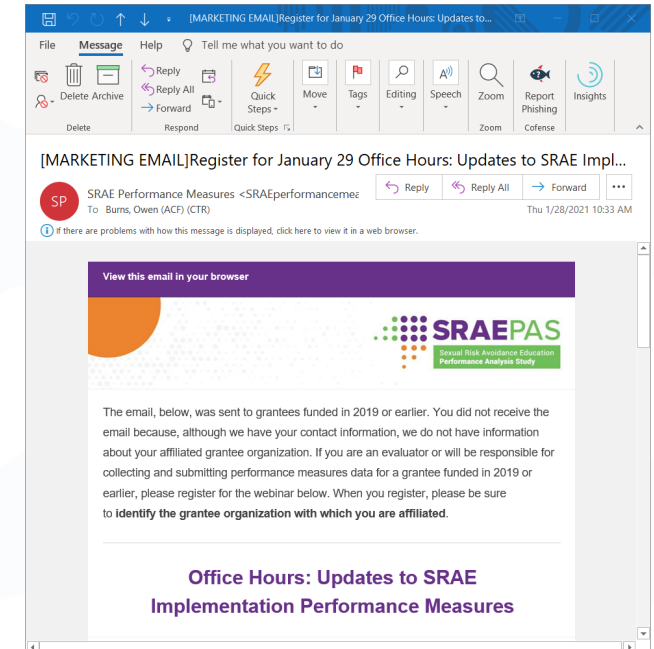 [MARKETING EMAIL]Register for January 29 Office Hours: Updates to...
File Message Help Tell me what you want to do
Delete Archive
Reply
Reply All
Forward
Quick Steps
Move
Tags
Editing
Speech
Zoom
Report Phishing
Insights
Delete Respond Quick Steps Zoom Cofense
[MARKETING EMAIL]Register for January 29 Office Hours: Updates to SRAE Impl...
SP
SRAE Performance Measures <SRAEperformancemea
To Burns, Owen (ACF) (CTR)
Reply Reply All Forward
Thu 1/28/2021 10:33 AM
If there are problems with how this message is displayed, click here to view it in a web browser.
View this email in your browser
SRAEPAS
Sexual Risk Avoidance Education
Performance Analysis Study
The email, below, was sent to grantees funded in 2019 or earlier. You did not receive the
email because, although we have your contact information, we do not have information
about your affiliated grantee organization. If you are an evaluator or will be responsible for
collecting and submitting performance measures data for a grantee funded in 2019 or
earlier, please register for the webinar below. When you register, please be sure
to identify the grantee organization with which you are affiliated.
Office Hours: Updates to SRAE
Implementation Performance Measures